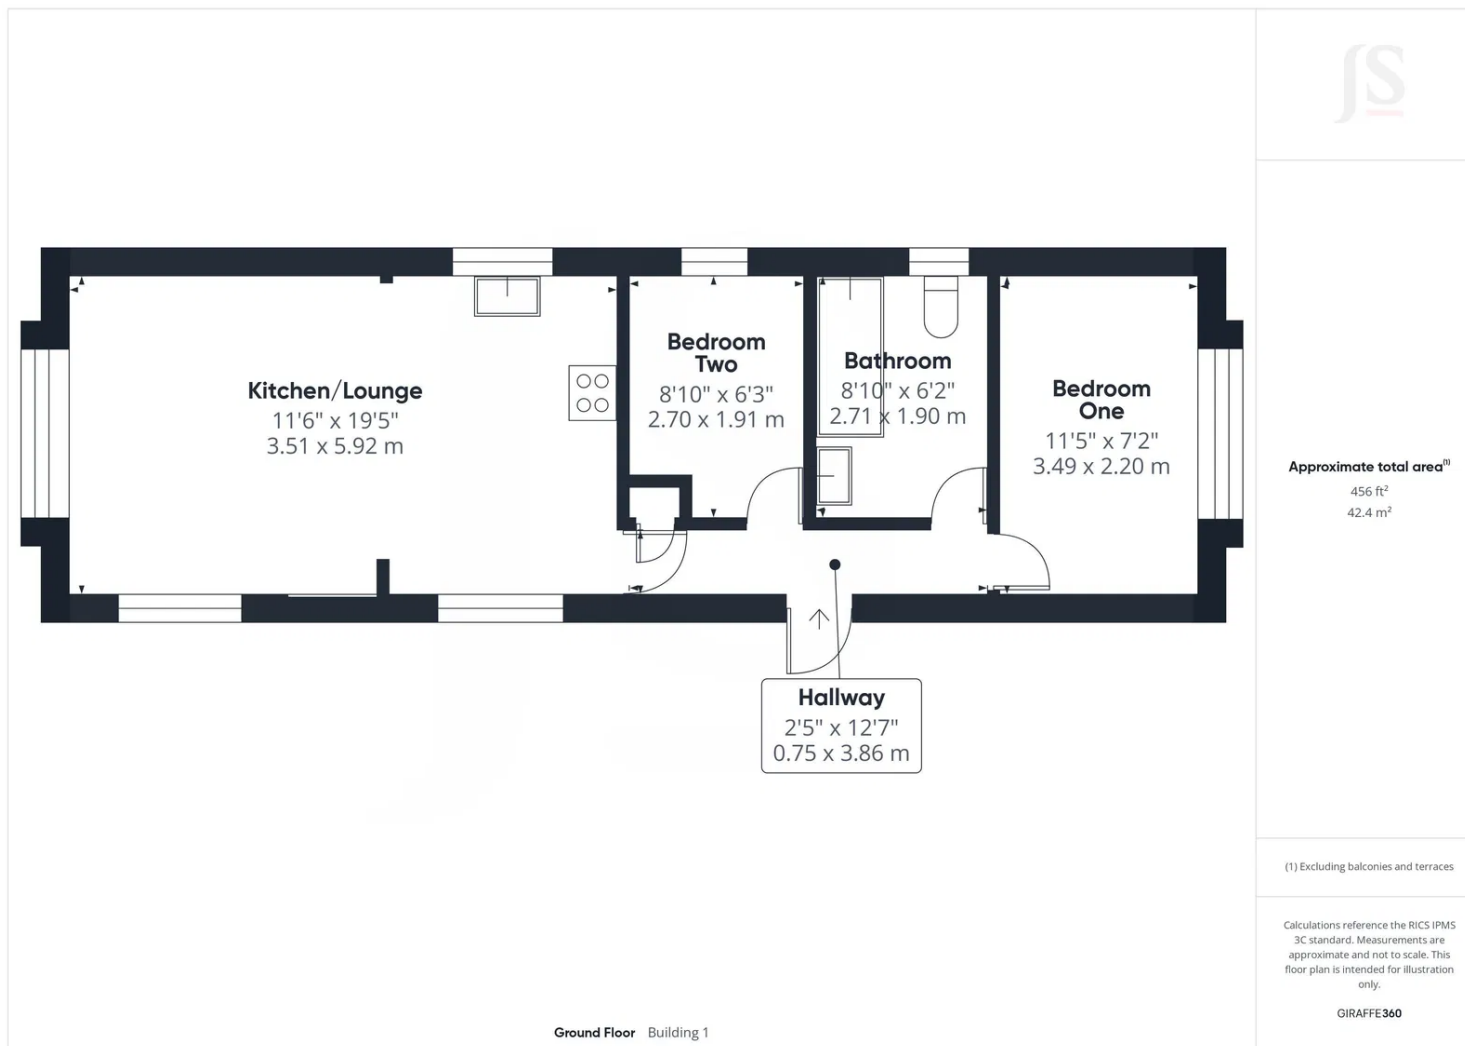 JS
Kitchen/Lounge
11'6" x 19'5"
3.51 x 5.92 m
Bedroom
Two
8'10" x 6'3"
2.70 x 1.91 m
Bathroom
8'10" x 6'2"
2.71 x 1.90 m
Bedroom
One
11'5" x 7'2"
3.49 x 2.20 m
Hallway
2'5" x 12'7"
0.75 x 3.86 m
Approximate total area⁽¹⁾
456 ft²
42.4 m²
(1) Excluding balconies and terraces
Calculations reference the RICS IPMS
3C standard. Measurements are
approximate and not to scale. This
floor plan is intended for illustration
only.
GIRAFFE360
Ground Floor Building 1